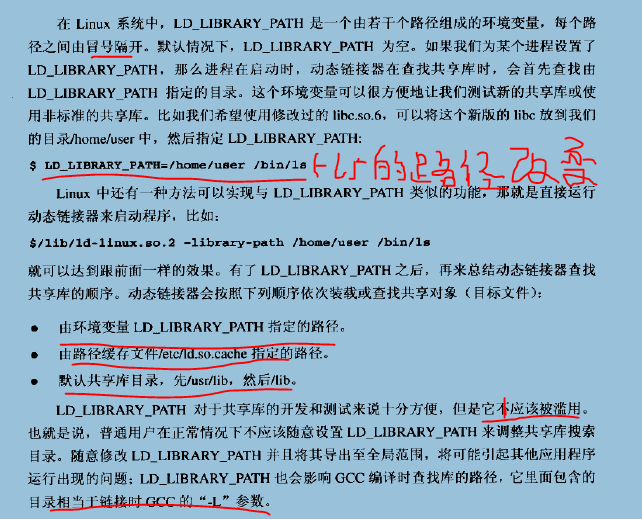 在 Linux 系统中，LD_LIBRARY_PATH 是一个由若干个路径组成的环境变量，每个路
径之间由冒号隔开。默认情况下，LD_LIBRARY_PATH 为空。如果我们为某个进程设置了
LD_LIBRARY_PATH，那么进程在启动时，动态链接器在查找共享库时，会首先查找由
LD_LIBRARY_PATH 指定的目录。这个环境变量可以很方便地让我们测试新的共享库或使
用非标准的共享库。比如我们希望使用修改过的 libc.so.6，可以将这个新版的 libc 放到我
们的目录/home/user 中，然后指定 LD_LIBRARY_PATH:
$ LD_LIBRARY_PATH=/home/user /bin/ls 的路径改变
Linux 中还有一种方法可以实现与 LD_LIBRARY_PATH 类似的功能，那就是直接运行
动态链接器来启动程序，比如：
$/lib/ld-linux.so.2 -library-path /home/user /bin/ls
就可以达到跟前面一样的效果。有了 LD_LIBRARY_PATH 之后，再来总结动态链接器查找
共享库的顺序。动态链接器会按照下列顺序依次装载或查找共享对象（目标文件）：
● 由环境变量 LD_LIBRARY_PATH 指定的路径。
● 由路径缓存文件/etc/ld.so.cache 指定的路径。
● 默认共享库目录，先/usr/lib，然后/lib。
LD_LIBRARY_PATH 对于共享库的开发和测试来说十分方便，但是它不应该被滥用。
也就是说，普通用户在正常情况下不应该随意设置 LD_LIBRARY_PATH 来调整共享库搜索
目录。随意修改 LD_LIBRARY_PATH 并且将其导出至全局范围，将可能引起其他应用程序
运行出现的问题；LD_LIBRARY_PATH 也会影响 GCC 编译时查找库的路径，它里面包含的
目录相当于链接时 GCC 的“-L”参数。